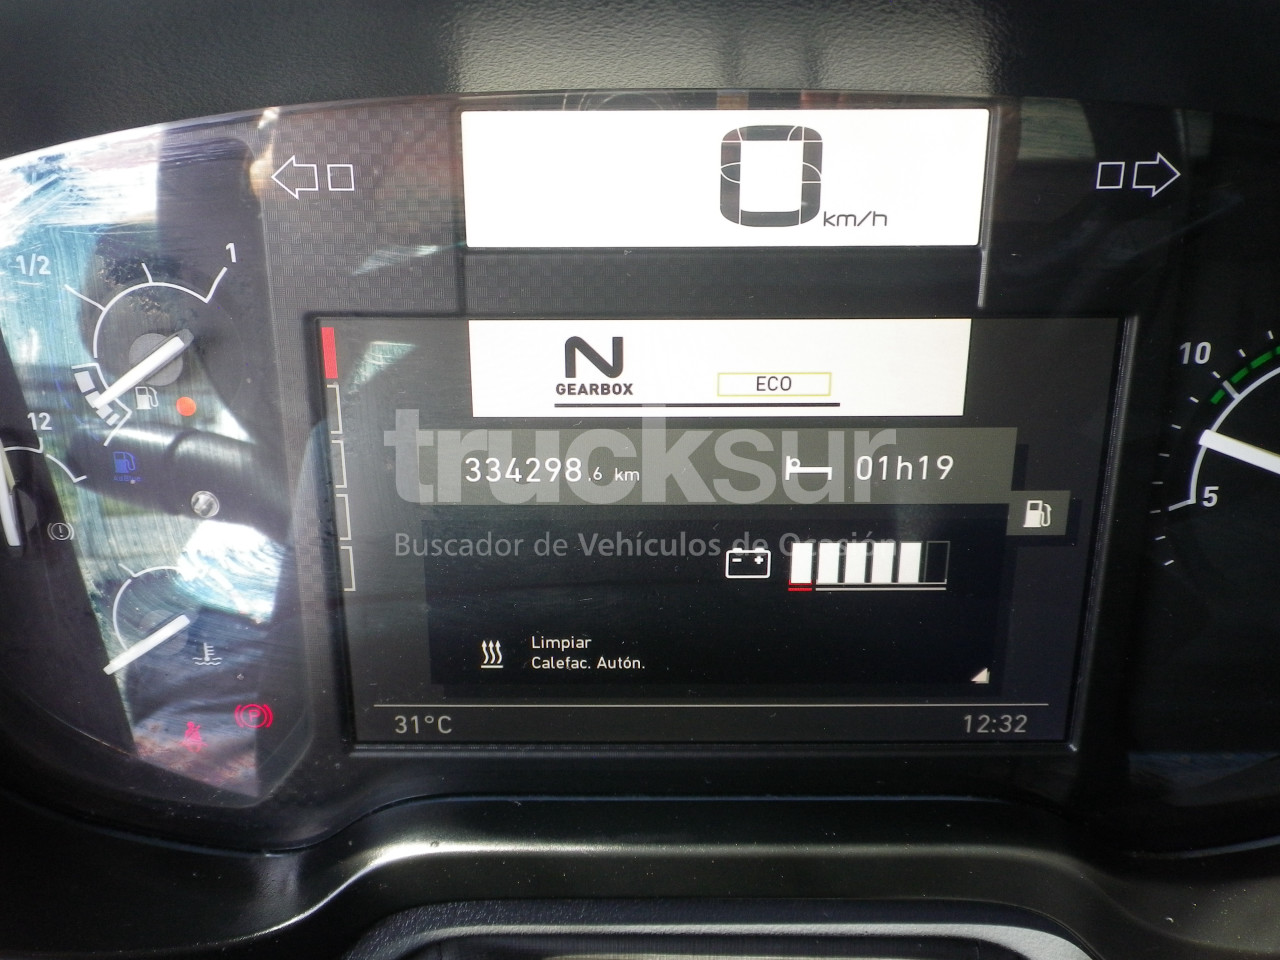 0 km/h
1/2
1
N
GEARBOX
ECO
10
trucksur
334298.6 km
01h19
12
5
Buscador de Vehículos de Ocasión
Limpiar
Calefac. Autón.
31°C
12:32